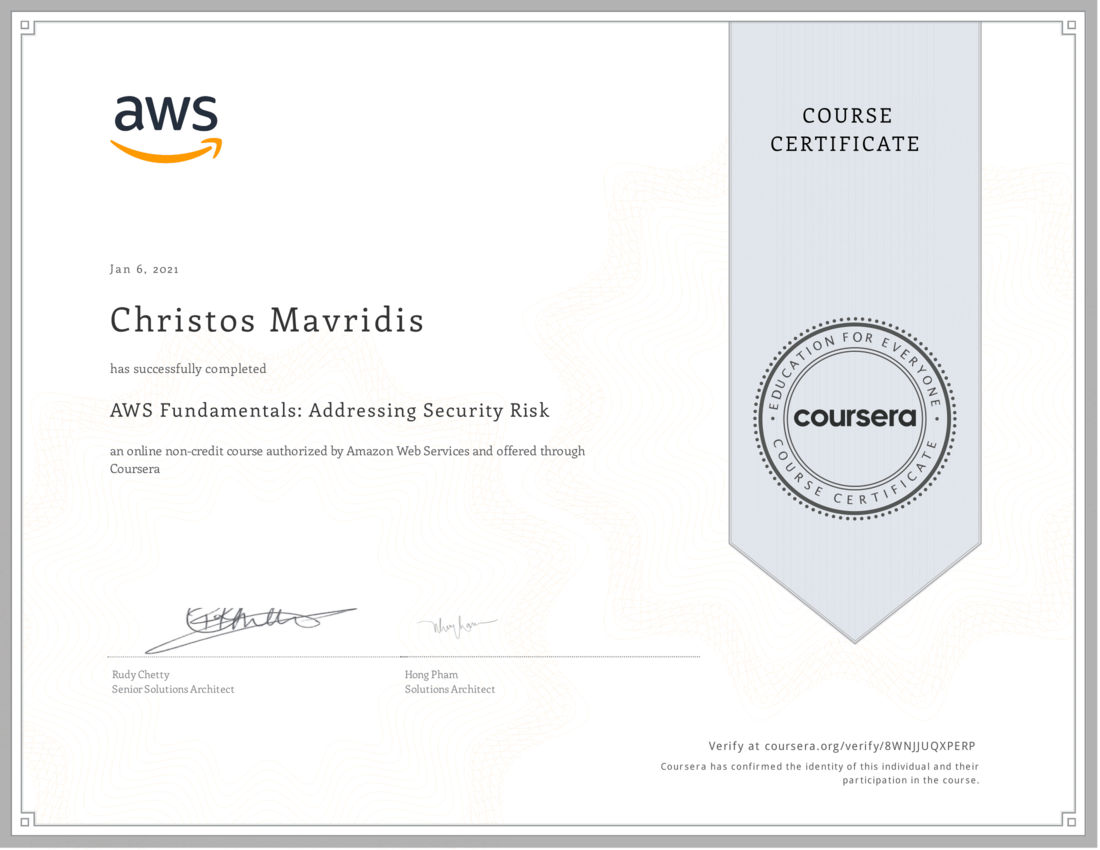 aws
COURSE
CERTIFICATE
Jan 6, 2021
Christos Mavridis
has successfully completed
AWS Fundamentals: Addressing Security Risk
an online non-credit course authorized by Amazon Web Services and offered through
Coursera
EDUCATION FOR EVERYONE
coursera
COURSE CERTIFICATE
Rudy Chetty
Senior Solutions Architect
Hong Pham
Solutions Architect
Verify at coursera.org/verify/8WNJJUQXPERP
Coursera has confirmed the identity of this individual and their
participation in the course.